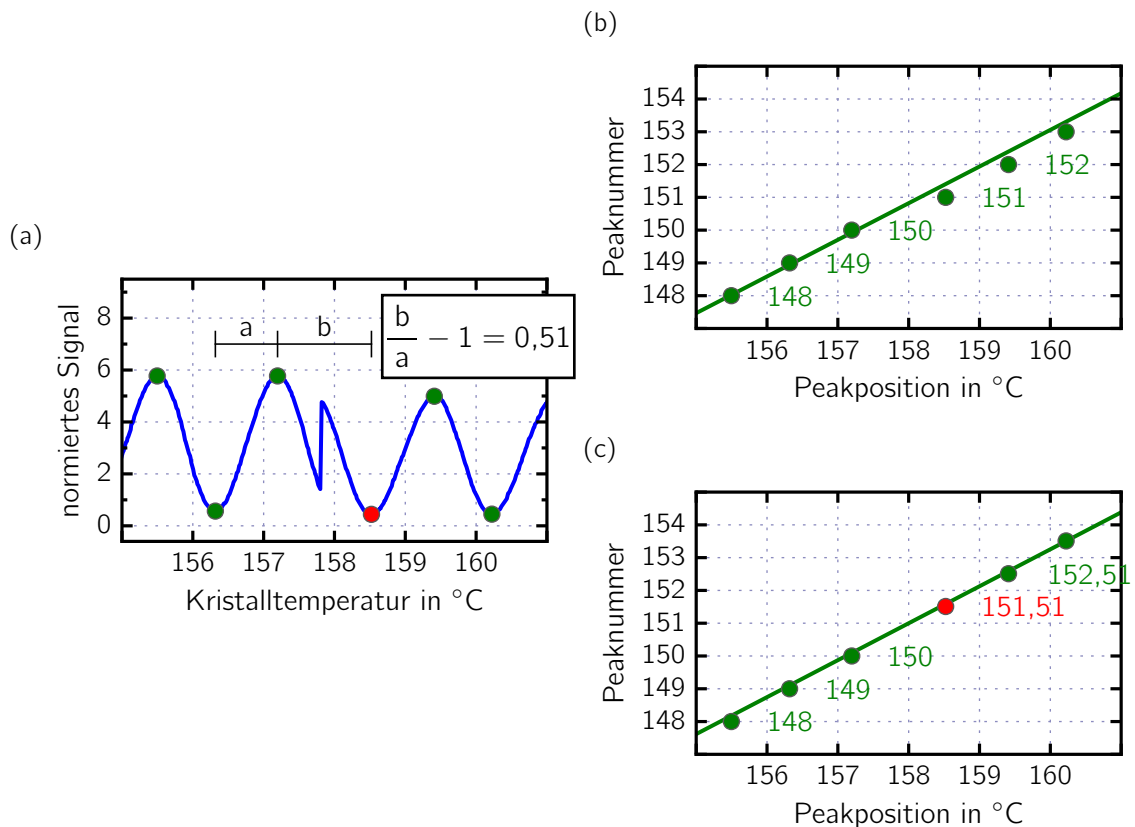 (a)
normiertes Signal
8
6
4
2
0
a
b
b/a − 1 = 0,51
156 157 158 159 160
Kristalltemperatur in °C
(b)
Peaknummer
154
153
152
151
150
149
148
148
149
150
151
152
156 157 158 159 160
Peakposition in °C
(c)
Peaknummer
154
153
152
151
150
149
148
148
149
150
151,51
152,51
156 157 158 159 160
Peakposition in °C